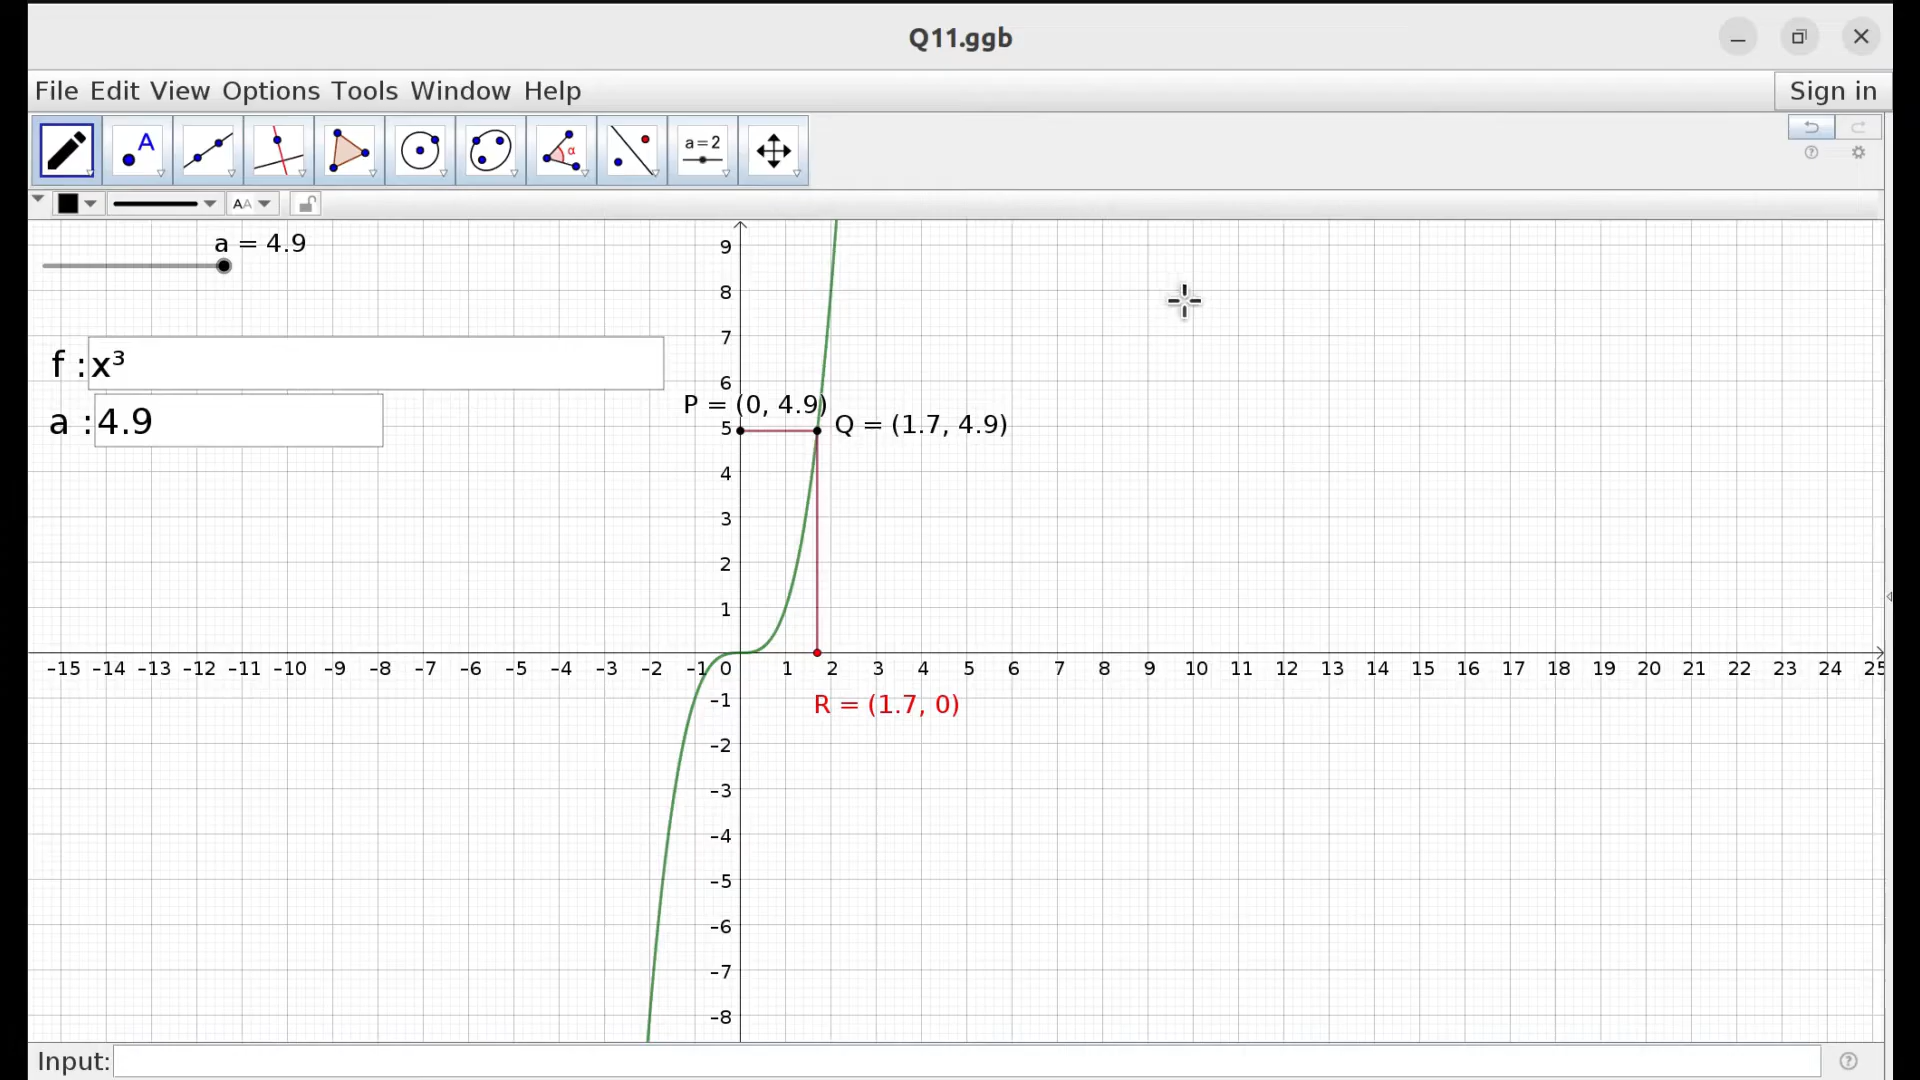 Q11.ggb
File Edit View Options Tools Window Help
Sign in
A
α
a=2
AA
a = 4.9
f : x³
a : 4.9
9
8
7
6
P = (0, 4.9)
5
Q = (1.7, 4.9)
4
3
2
1
-15 -14 -13 -12 -11 -10 -9 -8 -7 -6 -5 -4 -3 -2 -1 0 1 2 3 4 5 6 7 8 9 10 11 12 13 14 15 16 17 18 19 20 21 22 23 24 25
-1
R = (1.7, 0)
-2
-3
-4
-5
-6
-7
-8
Input: